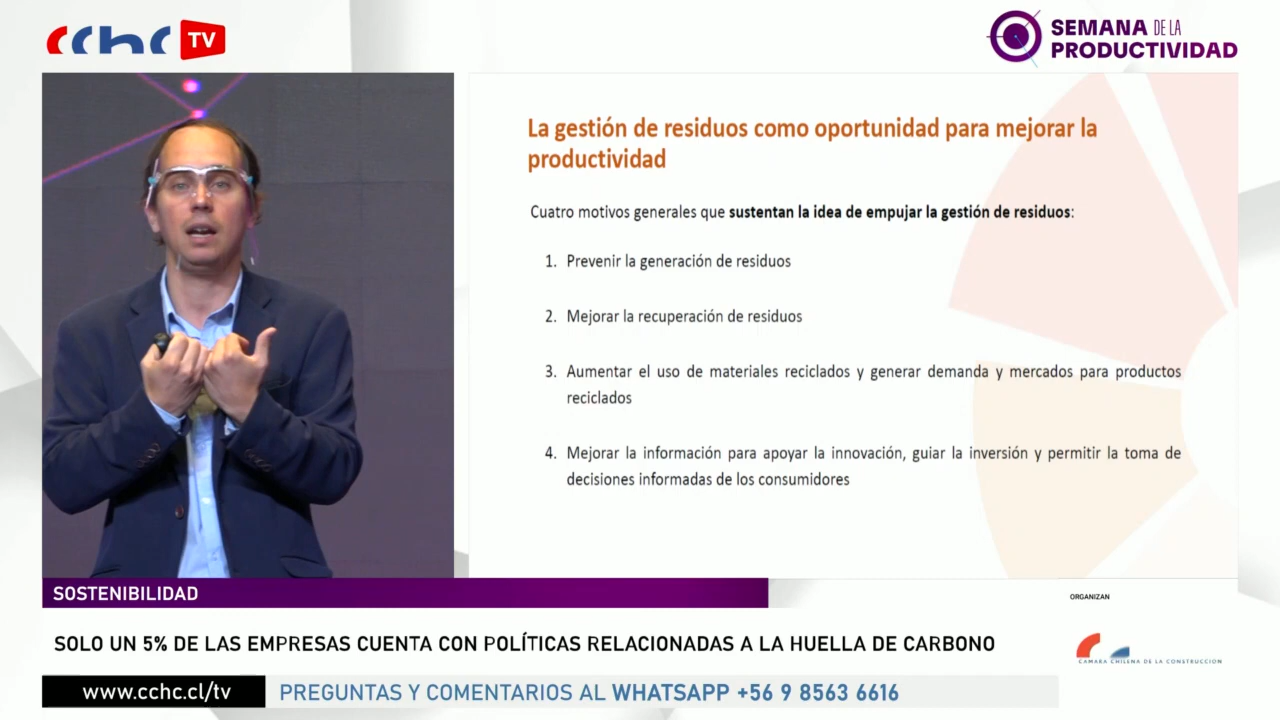 cchc TV
SEMANA DE LA
PRODUCTIVIDAD
La gestión de residuos como oportunidad para mejorar la
productividad
Cuatro motivos generales que sustentan la idea de empujar la gestión de residuos:
1. Prevenir la generación de residuos
2. Mejorar la recuperación de residuos
3. Aumentar el uso de materiales reciclados y generar demanda y mercados para productos
reciclados
4. Mejorar la información para apoyar la innovación, guiar la inversión y permitir la toma de
decisiones informadas de los consumidores
SOSTENIBILIDAD
ORGANIZAN
SOLO UN 5% DE LAS EMPRESAS CUENTA CON POLÍTICAS RELACIONADAS A LA HUELLA DE CARBONO
CAMARA CHILENA DE LA CONSTRUCCION
www.cchc.cl/tv
PREGUNTAS Y COMENTARIOS AL WHATSAPP +56 9 8563 6616